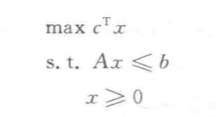 max cᵀx
s. t. Ax ⩽ b
x ⩾ 0